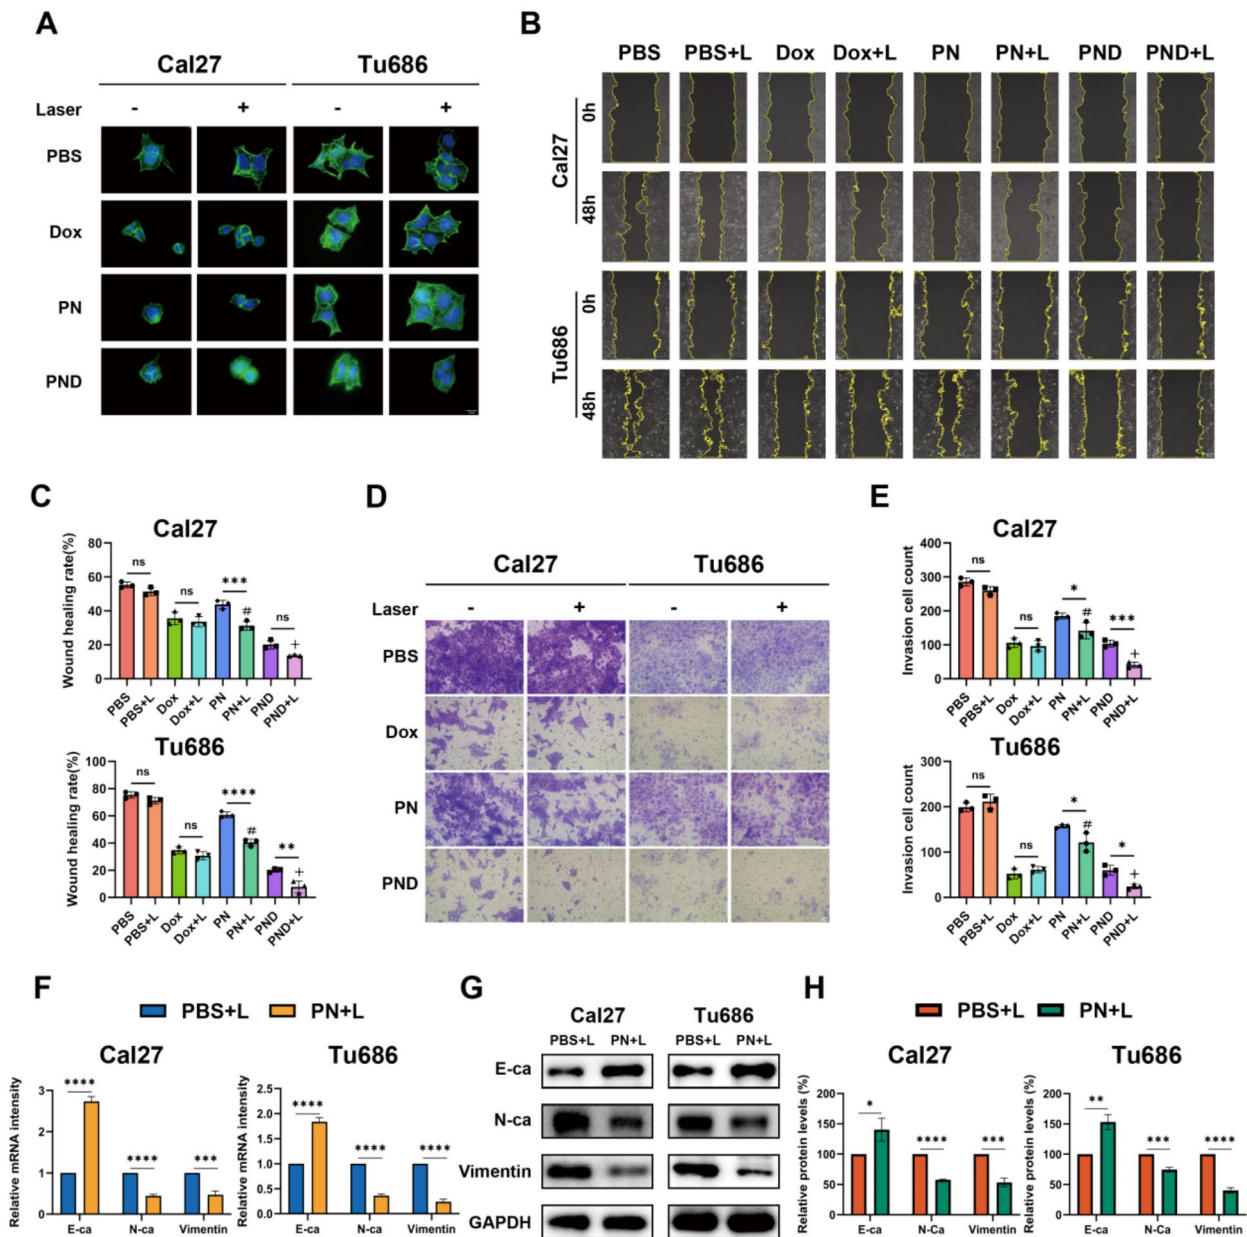 A
Cal27 Tu686
Laser - + - +
PBS
Dox
PN
PND
B
PBS PBS+L Dox Dox+L PN PN+L PND PND+L
Cal27
0h
48h
Tu686
0h
48h
C
Cal27
Wound healing rate(%)
80
60
40
20
0
ns
ns
***
#
ns
+
PBS PBS+L Dox Dox+L PN PN+L PND PND+L
Tu686
Wound healing rate(%)
100
80
60
40
20
0
ns
ns
****
#
**
+
PBS PBS+L Dox Dox+L PN PN+L PND PND+L
D
Cal27 Tu686
Laser - + - +
PBS
Dox
PN
PND
E
Cal27
Invasion cell count
400
300
200
100
0
ns
ns
*
#
***
+
PBS PBS+L Dox Dox+L PN PN+L PND PND+L
Tu686
Invasion cell count
300
200
100
0
ns
ns
*
#
*
+
PBS PBS+L Dox Dox+L PN PN+L PND PND+L
F
PBS+L PN+L
Cal27
Relative mRNA intensity
3
2
1
0
**** **** ***
E-ca N-ca Vimentin
Tu686
Relative mRNA intensity
2.5
2.0
1.5
1.0
0.5
0.0
**** **** ****
E-ca N-ca Vimentin
G
Cal27 Tu686
PBS+L PN+L PBS+L PN+L
E-ca
N-ca
Vimentin
GAPDH
H
PBS+L PN+L
Cal27
Relative protein levels (%)
200
150
100
50
0
* **** ***
E-ca N-Ca Vimentin
Tu686
Relative protein levels (%)
200
150
100
50
0
** *** ****
E-ca N-Ca Vimentin